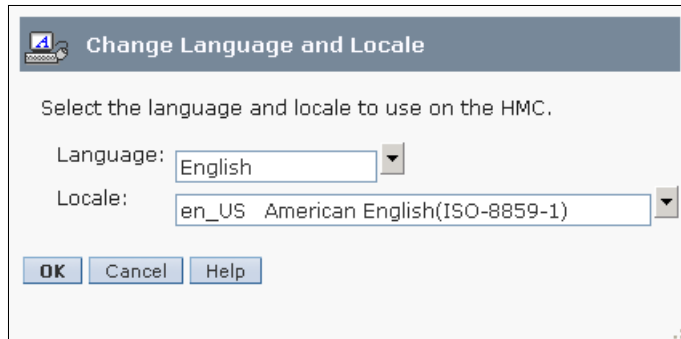 Change Language and Locale
Select the language and locale to use on the HMC.
Language: English
Locale: en_US American English(ISO-8859-1)
OK Cancel Help